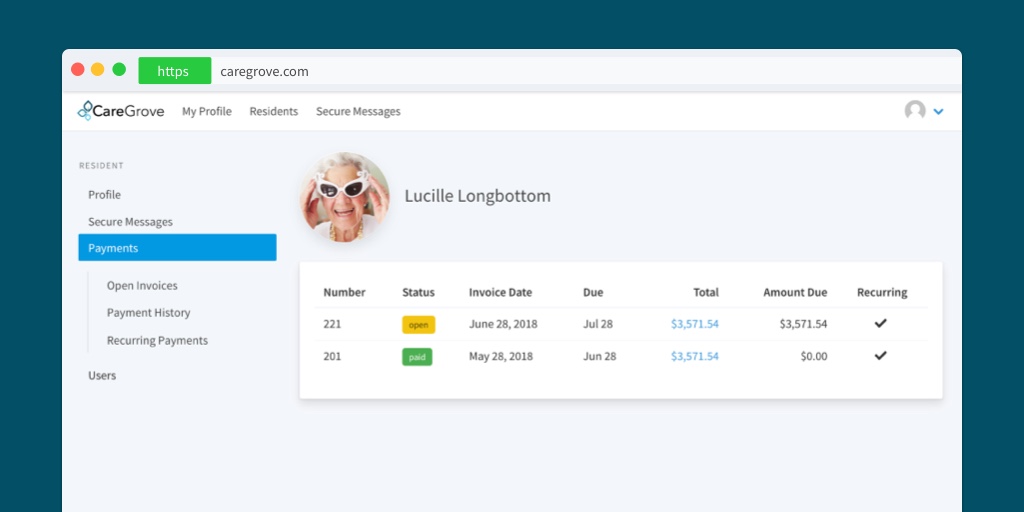 https caregrove.com
CareGrove My Profile Residents Secure Messages
RESIDENT
Profile
Secure Messages
Payments
Open Invoices
Payment History
Recurring Payments
Users
Lucille Longbottom
Number Status Invoice Date Due Total Amount Due Recurring
221 open June 28, 2018 Jul 28 $3,571.54 $3,571.54
201 paid May 28, 2018 Jun 28 $3,571.54 $0.00